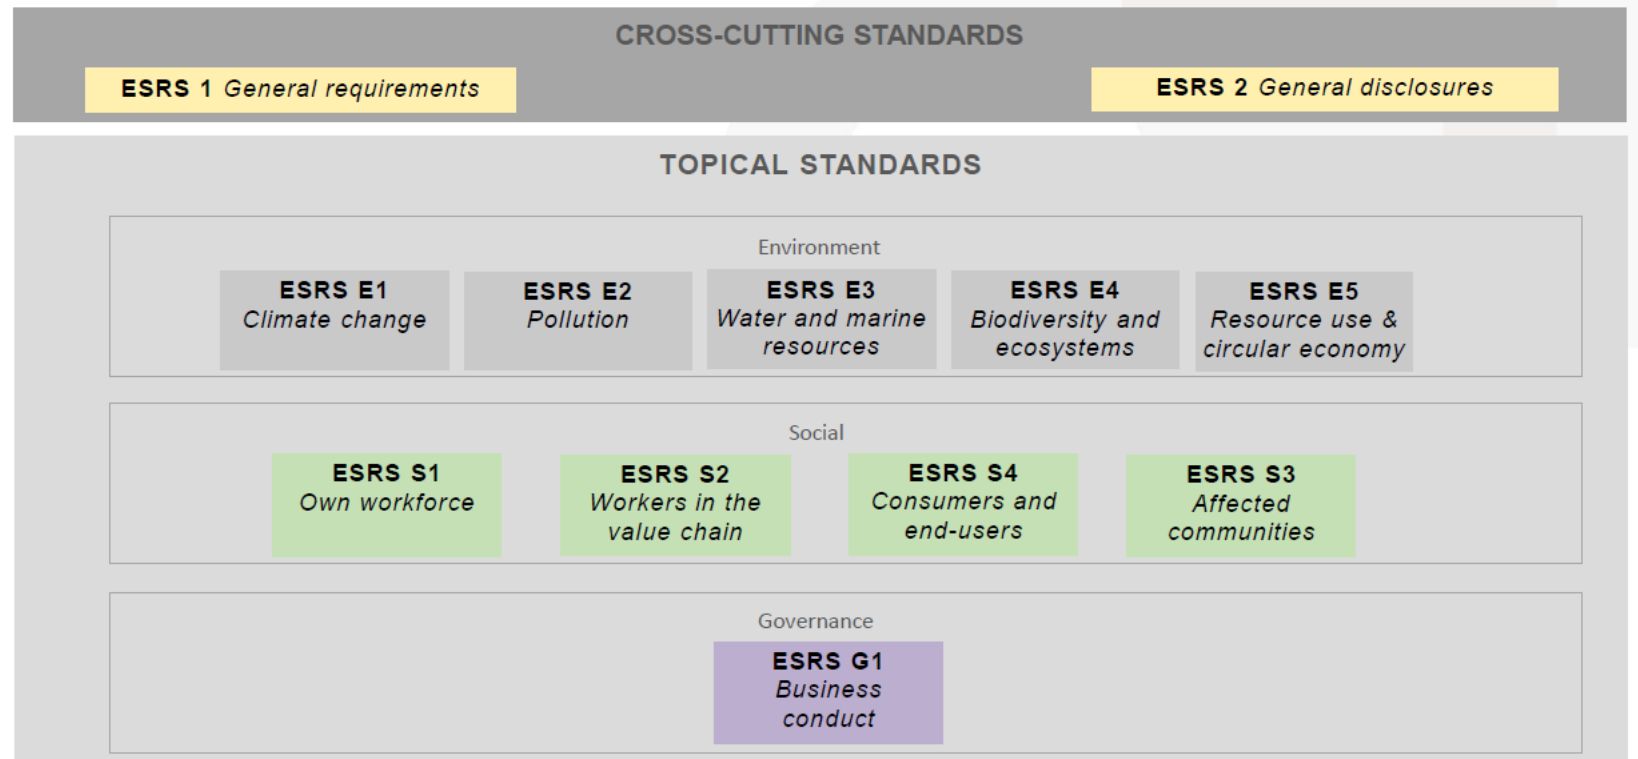 CROSS-CUTTING STANDARDS
ESRS 1 General requirements
ESRS 2 General disclosures
TOPICAL STANDARDS
Environment
ESRS E1
Climate change
ESRS E2
Pollution
ESRS E3
Water and marine
resources
ESRS E4
Biodiversity and
ecosystems
ESRS E5
Resource use &
circular economy
Social
ESRS S1
Own workforce
ESRS S2
Workers in the
value chain
ESRS S4
Consumers and
end-users
ESRS S3
Affected
communities
Governance
ESRS G1
Business
conduct